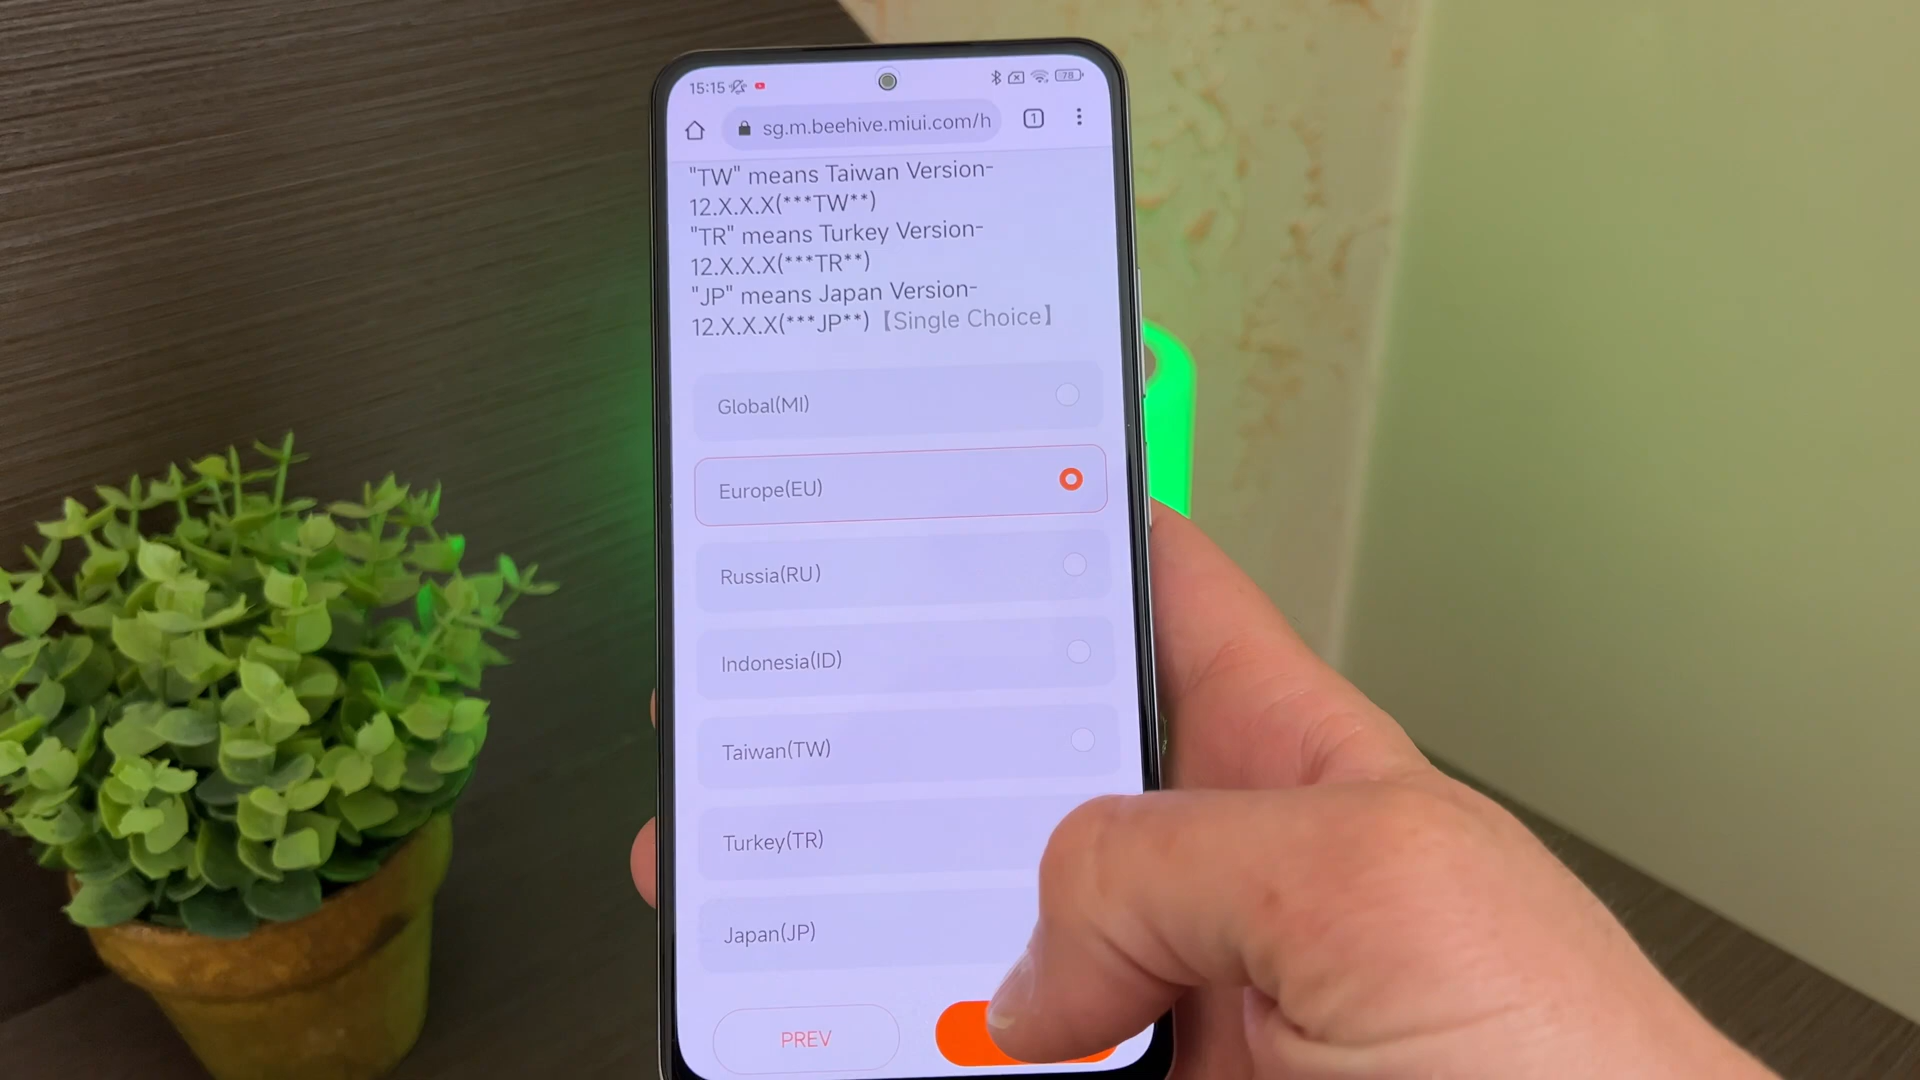 15:15
78
sg.m.beehive.miui.com/h
1
"TW" means Taiwan Version-
12.X.X.X(***TW**)
"TR" means Turkey Version-
12.X.X.X(***TR**)
"JP" means Japan Version-
12.X.X.X(***JP**)【Single Choice】
Global(MI)
Europe(EU)
Russia(RU)
Indonesia(ID)
Taiwan(TW)
Turkey(TR)
Japan(JP)
PREV